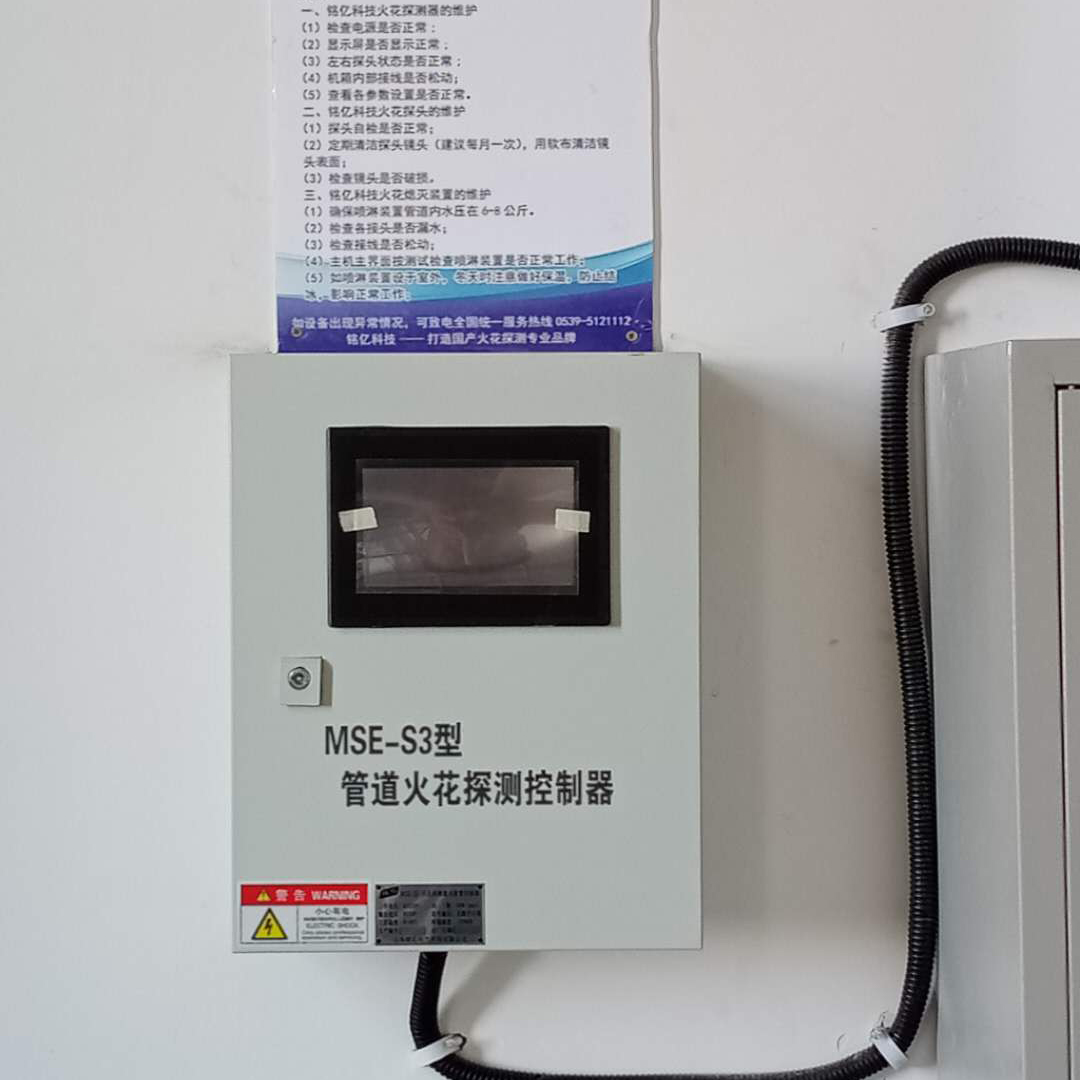 一、铭亿科技火花探测器的维护
（1）检查电源是否正常；
（2）显示屏是否显示正常；
（3）左右探头状态是否正常；
（4）机箱内部接线是否松动；
（5）查看各参数设置是否正常。
二、铭亿科技火花探头的维护
（1）探头自检是否正常；
（2）定期清洁探头镜头（建议每月一次），用软布清洁镜
头表面；
（3）检查镜头是否破损。
三、铭亿科技火花熄灭装置的维护
（1）确保喷淋装置管道内水压在 6-8 公斤。
（2）检查各接头是否漏水；
（3）检查接线是否松动；
（4）主机主界面按测试检查喷淋装置是否正常工作；
（5）如喷淋装置设于室外，冬天时注意做好保温，防止结
冰，影响正常工作；
如设备出现异常情况，可致电全国统一服务热线 0539-5121112
铭亿科技 —— 打造国产火花探测专业品牌
MSE-S3型
管道火花探测控制器
警告 WARNING
小心有电
ELECTRIC SHOCK